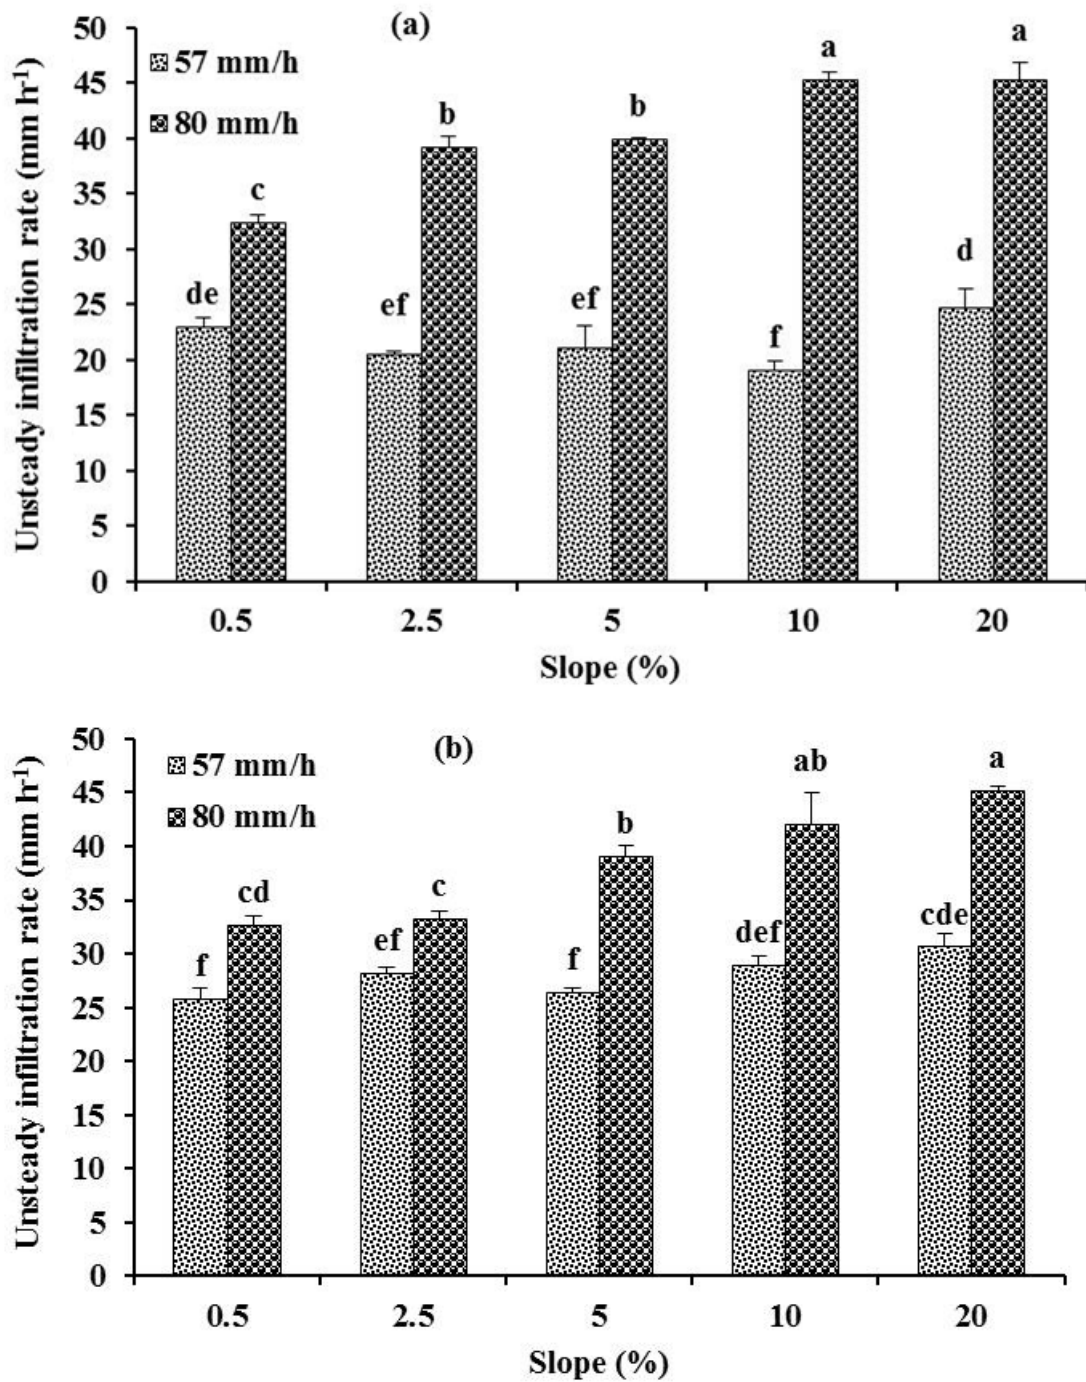 (a)
57 mm/h
80 mm/h
Unsteady infiltration rate (mm h-1)
50
45
40
35
30
25
20
15
10
5
0
de
c
ef
b
ef
b
f
a
d
a
0.5 2.5 5 10 20
Slope (%)
(b)
57 mm/h
80 mm/h
Unsteady infiltration rate (mm h-1)
50
45
40
35
30
25
20
15
10
5
0
f
cd
ef
c
f
b
def
ab
cde
a
0.5 2.5 5 10 20
Slope (%)